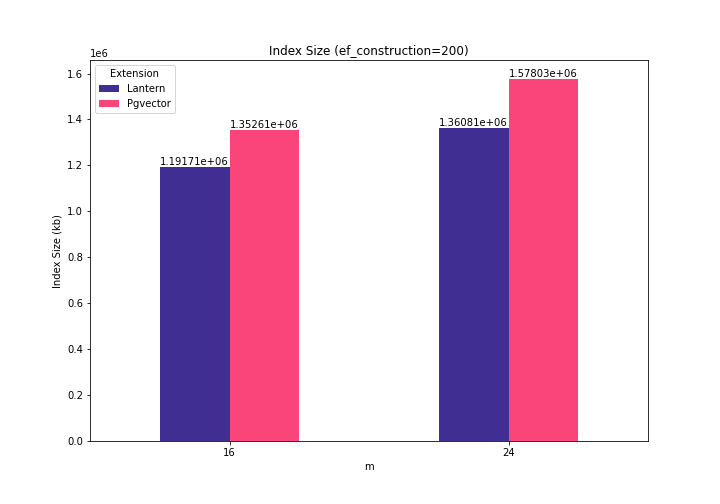 Index Size (ef_construction=200)
1e6
Extension
Lantern
Pgvector
1.57803e+06
1.36081e+06
1.35261e+06
1.19171e+06
1.6
1.4
1.2
1.0
0.8
0.6
0.4
0.2
0.0
Index Size (kb)
16
24
m